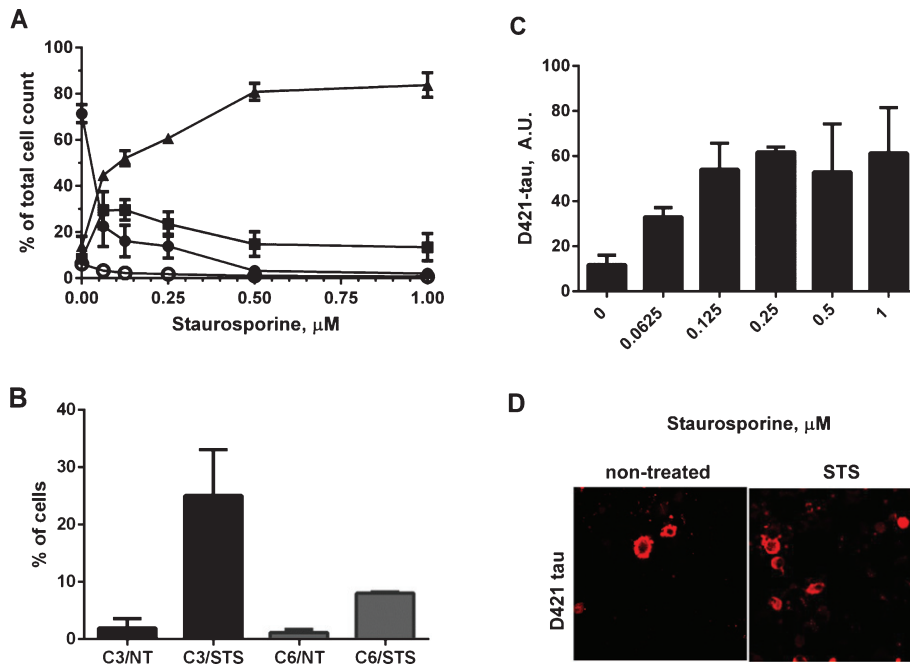 A
% of total cell count
100
80
60
40
20
0
0.00
0.25
0.50
0.75
1.00
Staurosporine, μM
B
% of cells
40
30
20
10
0
C3/NT
C3/STS
C6/NT
C6/STS
C
D421-tau, A.U.
100
80
60
40
20
0
0
0.0625
0.125
0.25
0.5
1
D
Staurosporine, μM
non-treated
STS
D421 tau